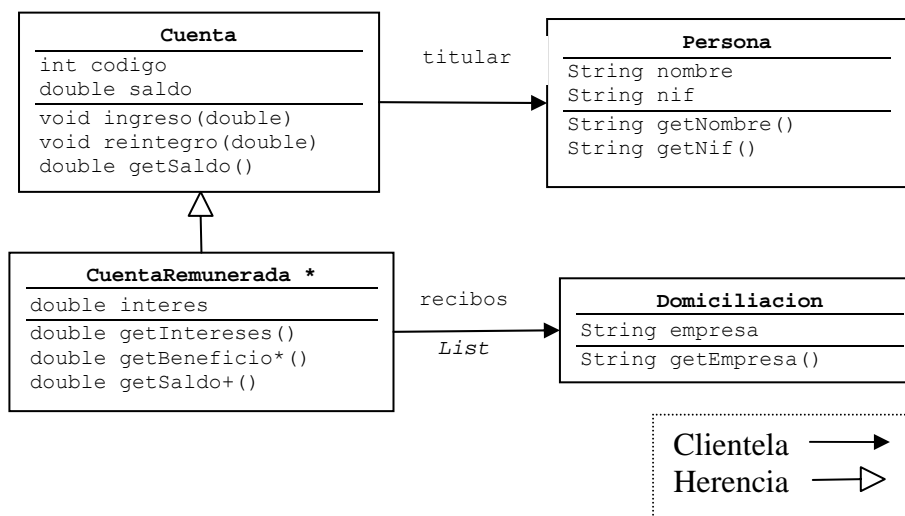 Cuenta
int codigo
double saldo
void ingreso(double)
void reintegro(double)
double getSaldo()
titular
Persona
String nombre
String nif
String getNombre()
String getNif()
CuentaRemunerada *
double interes
double getIntereses()
double getBeneficio*()
double getSaldo+()
recibos
List
Domiciliacion
String empresa
String getEmpresa()
Clientela
Herencia